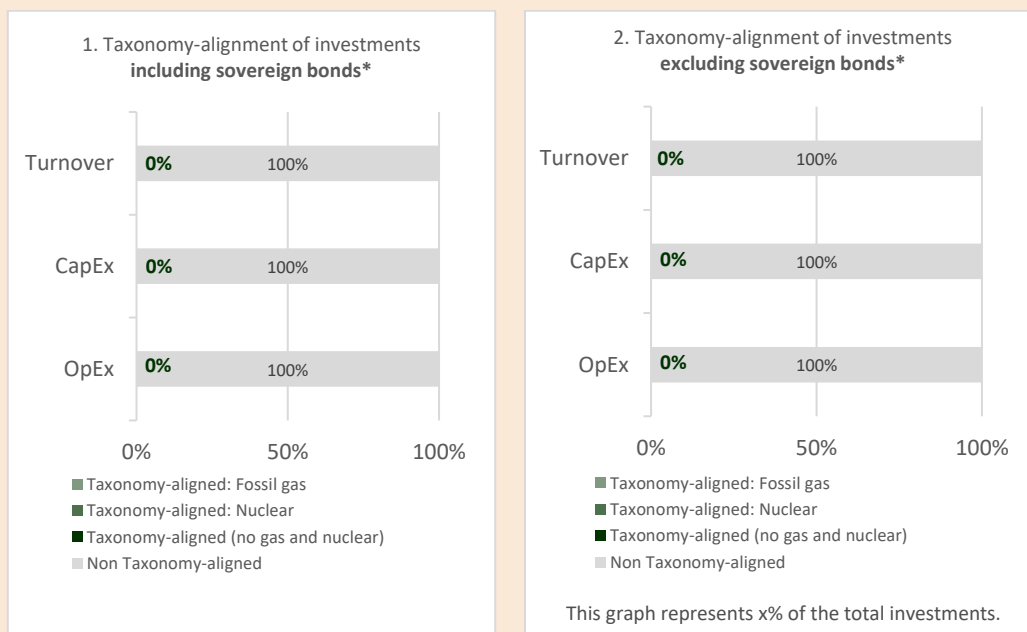 1. Taxonomy-alignment of investments
including sovereign bonds*
Turnover 0% 100%
CapEx 0% 100%
OpEx 0% 100%
0% 50% 100%
Taxonomy-aligned: Fossil gas
Taxonomy-aligned: Nuclear
Taxonomy-aligned (no gas and nuclear)
Non Taxonomy-aligned
2. Taxonomy-alignment of investments
excluding sovereign bonds*
Turnover 0% 100%
CapEx 0% 100%
OpEx 0% 100%
0% 50% 100%
Taxonomy-aligned: Fossil gas
Taxonomy-aligned: Nuclear
Taxonomy-aligned (no gas and nuclear)
Non Taxonomy-aligned
This graph represents x% of the total investments.